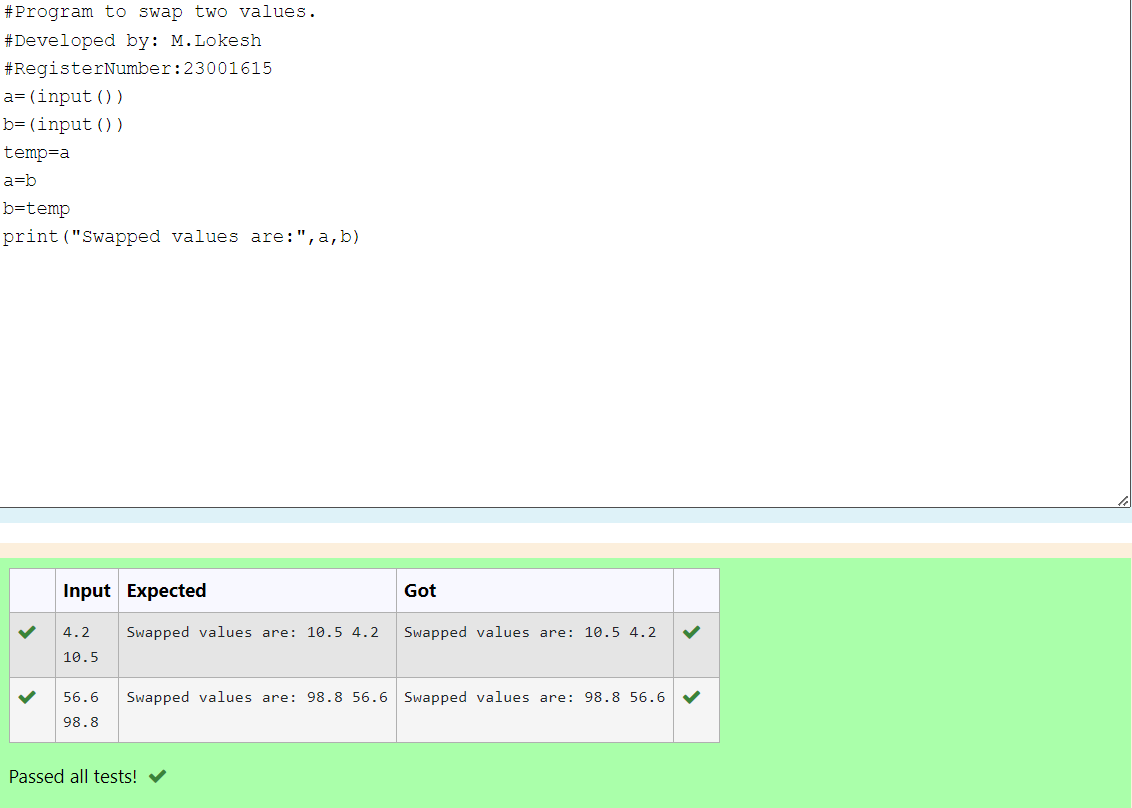 #Program to swap two values.
#Developed by: M.Lokesh
#RegisterNumber:23001615
a=(input())
b=(input())
temp=a
a=b
b=temp
print("Swapped values are:",a,b)
Input Expected Got
4.2 Swapped values are: 10.5 4.2 Swapped values are: 10.5 4.2
10.5
56.6 Swapped values are: 98.8 56.6 Swapped values are: 98.8 56.6
98.8
Passed all tests!